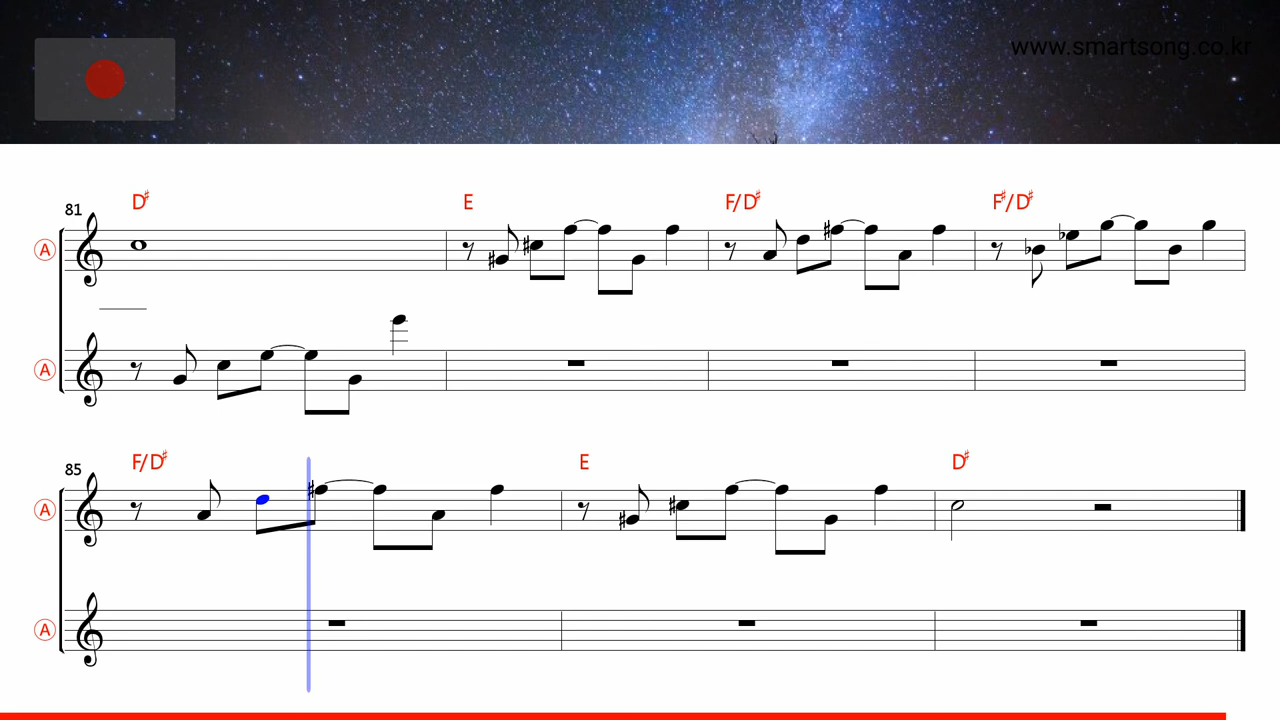 www.smartsong.co.kr
D♯ E F/D♯ F♯/D♯
81
A
A
F/D♯ E D♯
85
A
A